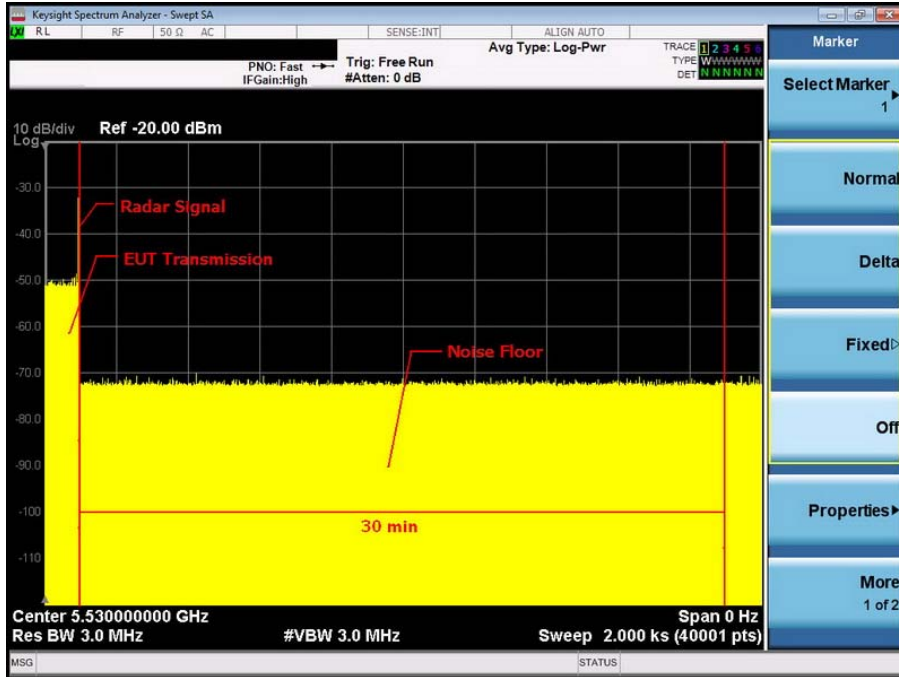 Keysight Spectrum Analyzer - Swept SA
RL RF 50 Ω AC SENSE:INT ALIGN AUTO
Avg Type: Log-Pwr
TRACE 1 2 3 4 5 6
TYPE W
DET N N N N N N
PNO: Fast
IFGain:High
Trig: Free Run
#Atten: 0 dB
10 dB/div Ref -20.00 dBm
Log
-30.0
Radar Signal
-40.0
EUT Transmission
-50.0
-60.0
Noise Floor
-70.0
-80.0
-90.0
-100
30 min
-110
Center 5.530000000 GHz Span 0 Hz
Res BW 3.0 MHz #VBW 3.0 MHz Sweep 2.000 ks (40001 pts)
MSG STATUS
Marker
Select Marker
1
Normal
Delta
Fixed
Off
Properties
More
1 of 2